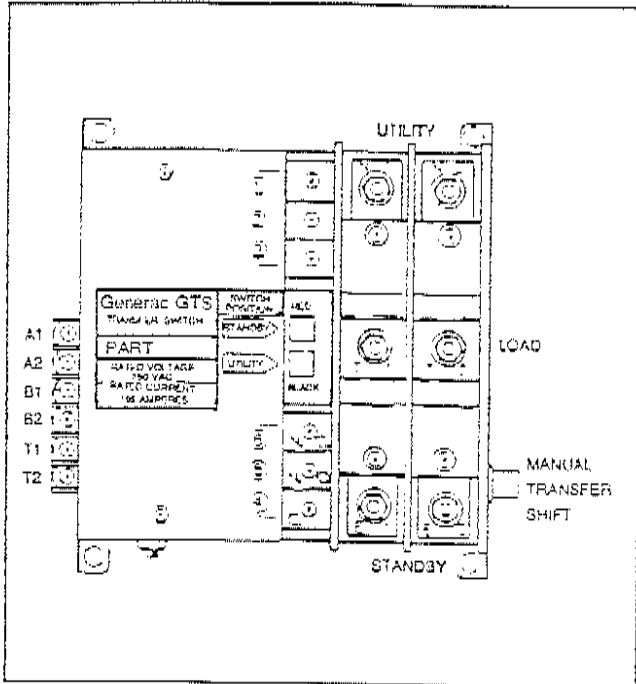 UTILITY
Generac GTS
TRANSFER SWITCH
SWITCH
POSITION
RED
STANDBY
PART
UTILITY
RATED VOLTAGE
250 VAC
RATED CURRENT
AMPERES
BLACK
A1
A2
B1
B2
T1
T2
LOAD
MANUAL
TRANSFER
SHIFT
STANDBY